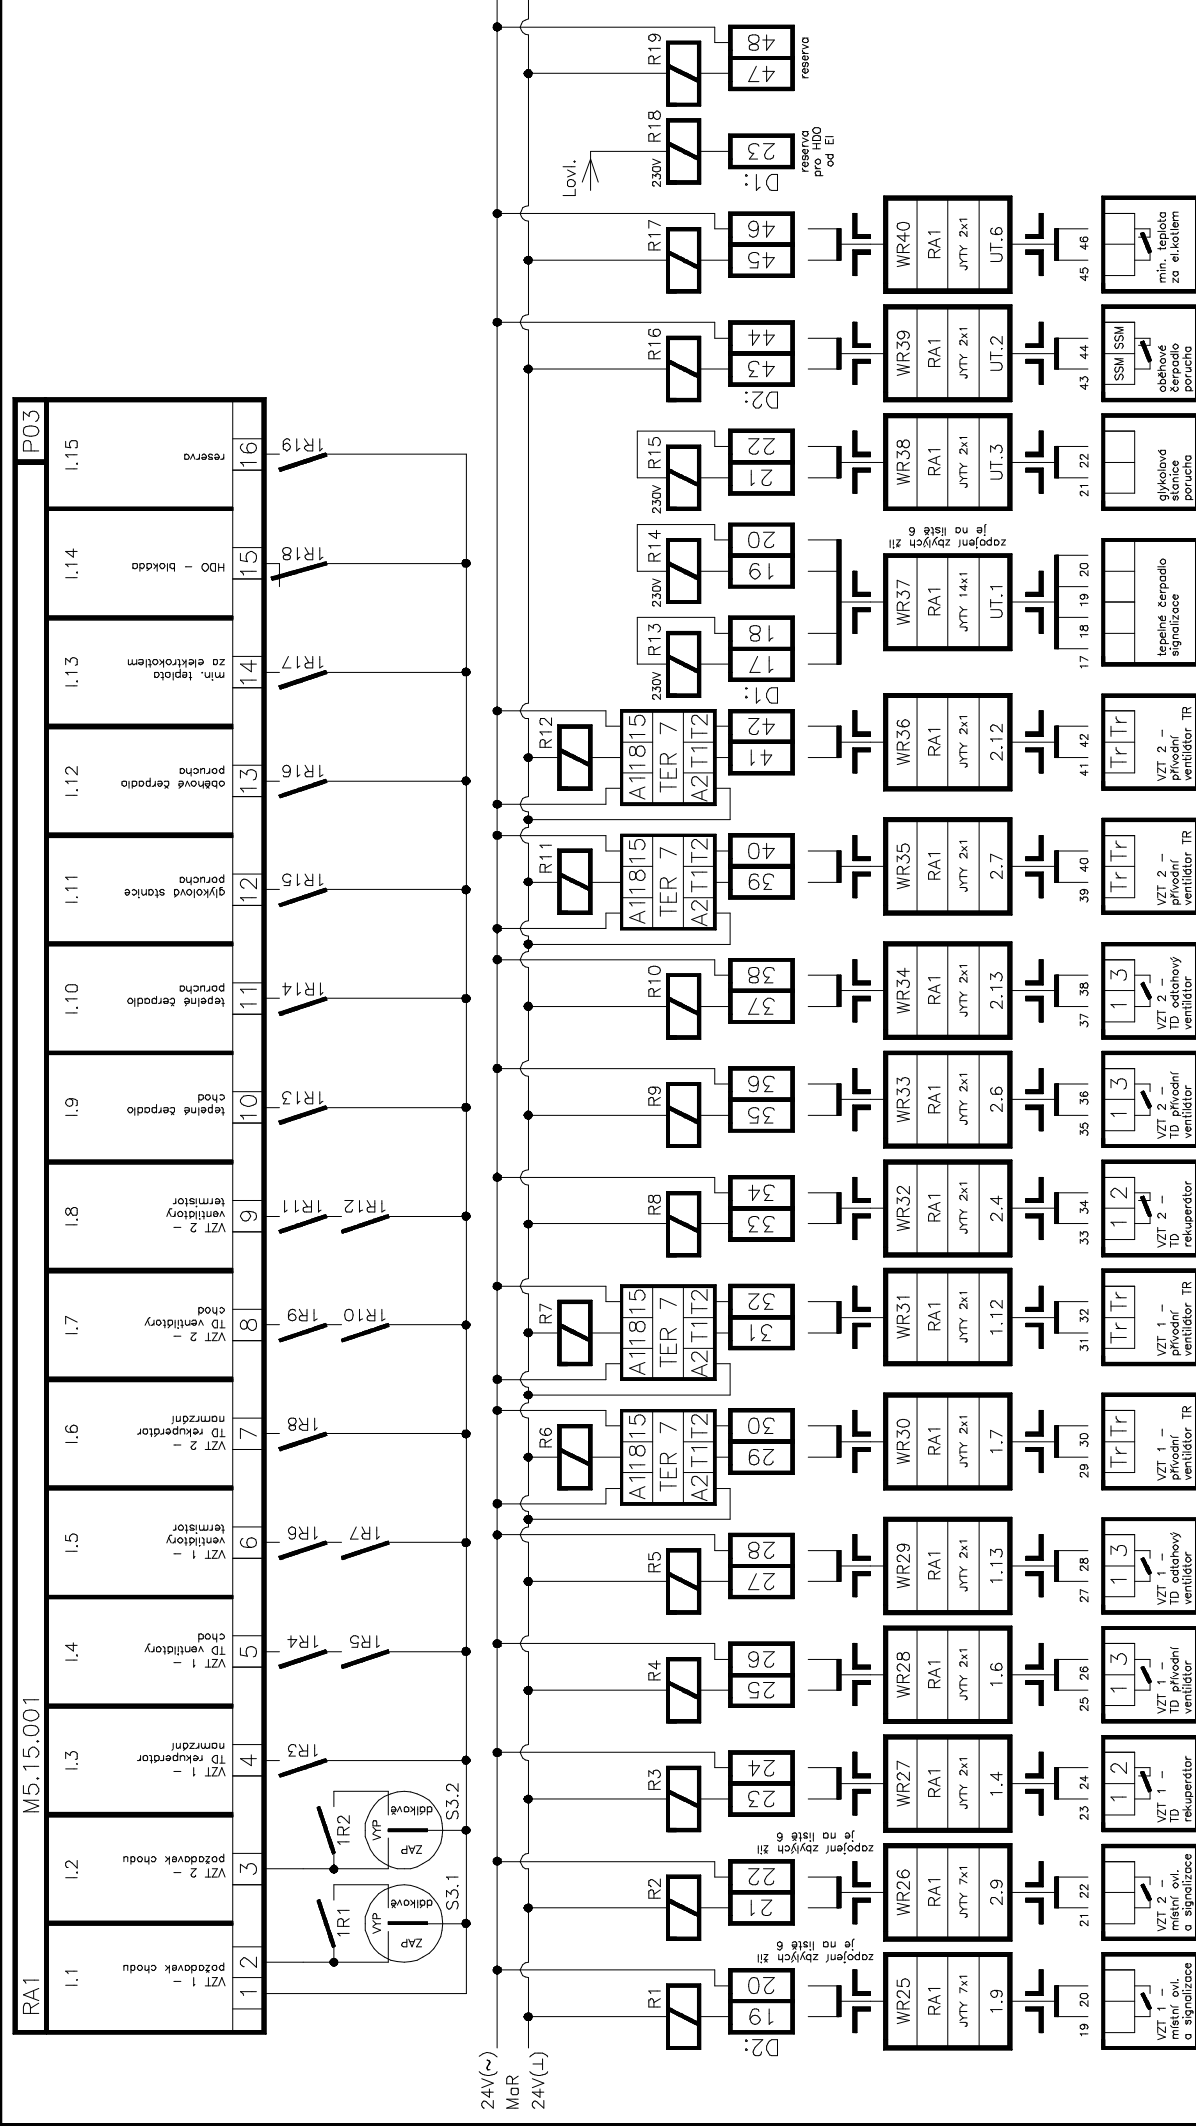 RA1
M5.15.001
P03
I.1
I.2
I.3
I.4
I.5
I.6
I.7
I.8
I.9
I.10
I.11
I.12
I.13
I.14
I.15
VZT 1 –
požadavek chodu
VZT 2 –
požadavek chodu
VZT 1 –
TD rekuperátor
namrzání
VZT 1 –
TD ventilátory
chod
VZT 1 –
ventilátory
termistor
VZT 2 –
TD rekuperátor
namrzání
VZT 2 –
TD ventilátory
chod
VZT 2 –
ventilátory
termistor
tepelné čerpadlo
chod
tepelné čerpadlo
porucha
glykolová stanice
porucha
oběhové čerpadlo
porucha
min. teplota
za elektrokotlem
HDO – blokáda
reserva
1 2 3 4 5 6 7 8 9 10 11 12 13 14 15 16
1R1
1R2
1R3
1R4
1R5
1R6
1R7
1R8
1R9
1R10
1R11
1R12
1R13
1R14
1R15
1R16
1R17
1R18
1R19
VYP
dálkově
ZAP
S3.1
VYP
dálkově
ZAP
S3.2
24V(~)
MaR
24V(⊥)
Lovl.
R1
R2
R3
R4
R5
R6
R7
R8
R9
R10
R11
R12
230V R13
230V R14
230V R15
R16
R17
230V R18
R19
A1 18 15
TER 7
A2 T1 T2
A1 18 15
TER 7
A2 T1 T2
A1 18 15
TER 7
A2 T1 T2
A1 18 15
TER 7
A2 T1 T2
D2:
19 20
21 22
23 24
25 26
27 28
29 30
31 32
33 34
35 36
37 38
39 40
41 42
D1:
17 18
19 20
21 22
D2:
43 44
45 46
D1:
23
47 48
reserva
pro HDO
od El
reserva
zapojení zbylých žil
je na listě 6
zapojení zbylých žil
je na listě 6
zapojení zbylých žil
je na listě 6
WR25
RA1
JYTY 7x1
1.9
WR26
RA1
JYTY 7x1
2.9
WR27
RA1
JYTY 2x1
1.4
WR28
RA1
JYTY 2x1
1.6
WR29
RA1
JYTY 2x1
1.13
WR30
RA1
JYTY 2x1
1.7
WR31
RA1
JYTY 2x1
1.12
WR32
RA1
JYTY 2x1
2.4
WR33
RA1
JYTY 2x1
2.6
WR34
RA1
JYTY 2x1
2.13
WR35
RA1
JYTY 2x1
2.7
WR36
RA1
JYTY 2x1
2.12
WR37
RA1
JYTY 14x1
UT.1
WR38
RA1
JYTY 2x1
UT.3
WR39
RA1
JYTY 2x1
UT.2
WR40
RA1
JYTY 2x1
UT.6
19 20
21 22
23 24
25 26
27 28
29 30
31 32
33 34
35 36
37 38
39 40
41 42
17 18 19 20
21 22
43 44
45 46
VZT 1 –
místní ovl.
a signalizace
VZT 2 –
místní ovl.
a signalizace
1 2
VZT 1 –
TD
rekuperátor
1 3
VZT 1 –
TD přívodní
ventilátor
1 3
VZT 1 –
TD odtahový
ventilátor
Tr Tr
VZT 1 –
přívodní
ventilátor TR
Tr Tr
VZT 1 –
přívodní
ventilátor TR
1 2
VZT 2 –
TD
rekuperátor
1 3
VZT 2 –
TD přívodní
ventilátor
1 3
VZT 2 –
TD odtahový
ventilátor
Tr Tr
VZT 2 –
přívodní
ventilátor TR
Tr Tr
VZT 2 –
přívodní
ventilátor TR
tepelné čerpadlo
signalizace
glykolová
stanice
porucha
SSM SSM
oběhové
čerpadlo
porucha
min. teplota
za el.kotlem